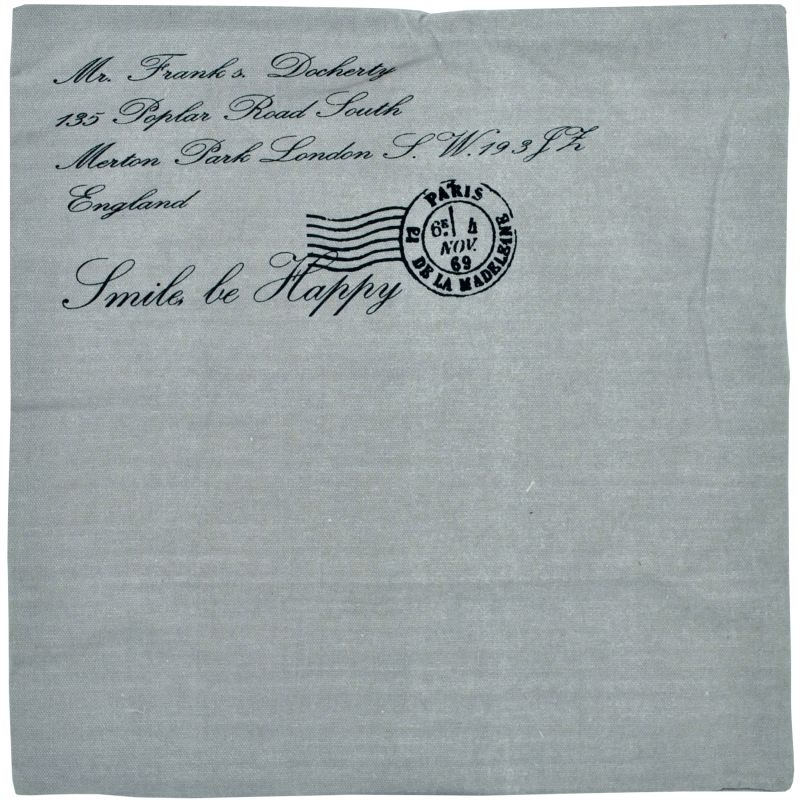 Mr. Frank s. Docherty
135 Poplar Road South
Merton Park London S. W. 19 3 JZ
England
PARIS
6E 4
NOV.
69
DE LA MADELEINE
Smile, be Happy